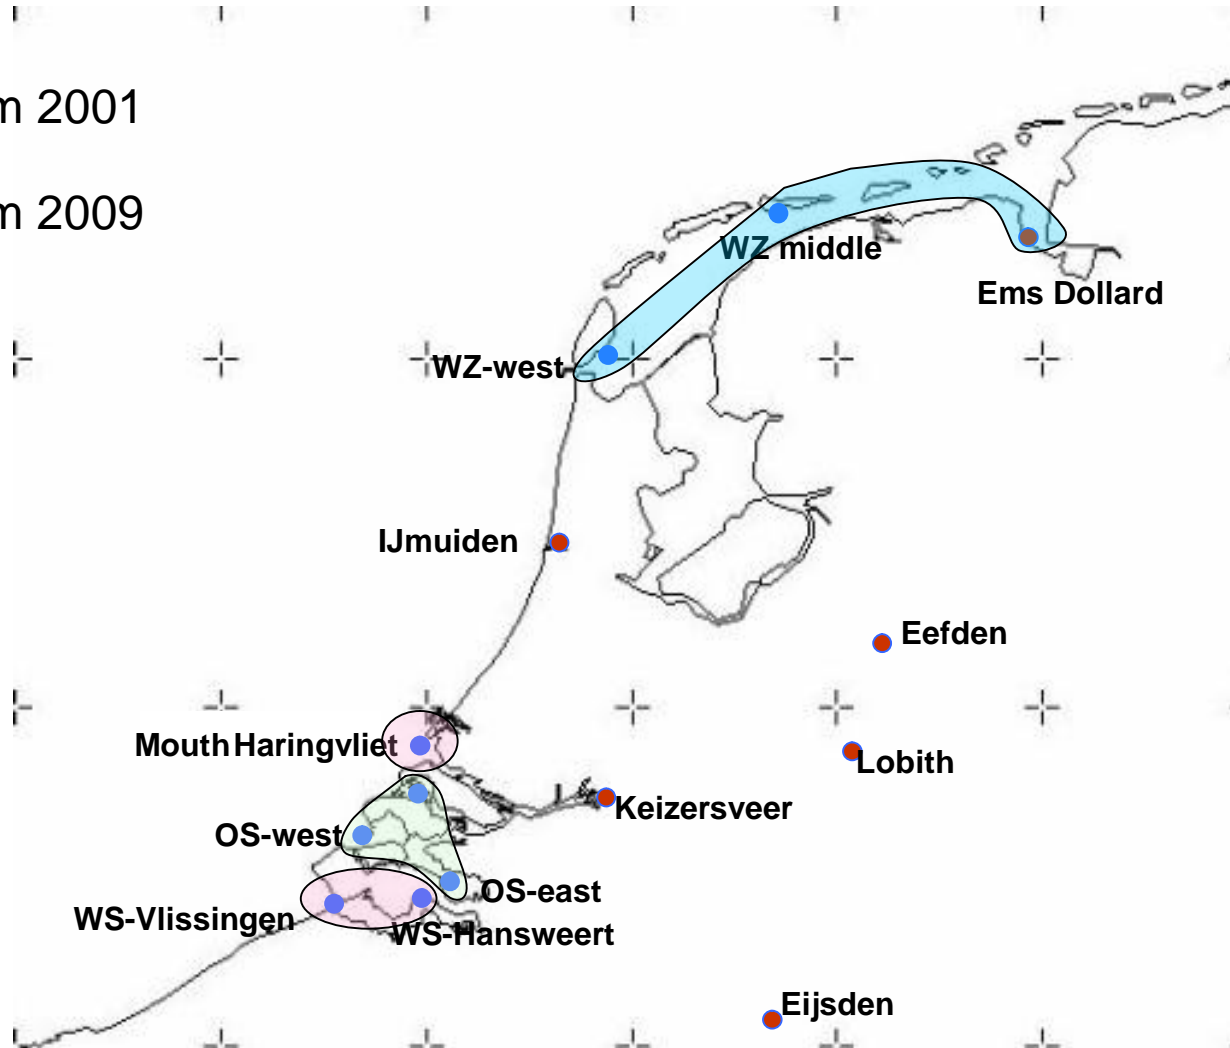 m 2001
m 2009
WZ middle
Ems Dollard
WZ-west
IJmuiden
Eefden
Mouth Haringvliet
Lobith
Keizersveer
OS-west
OS-east
WS-Vlissingen
WS-Hansweert
Eijsden